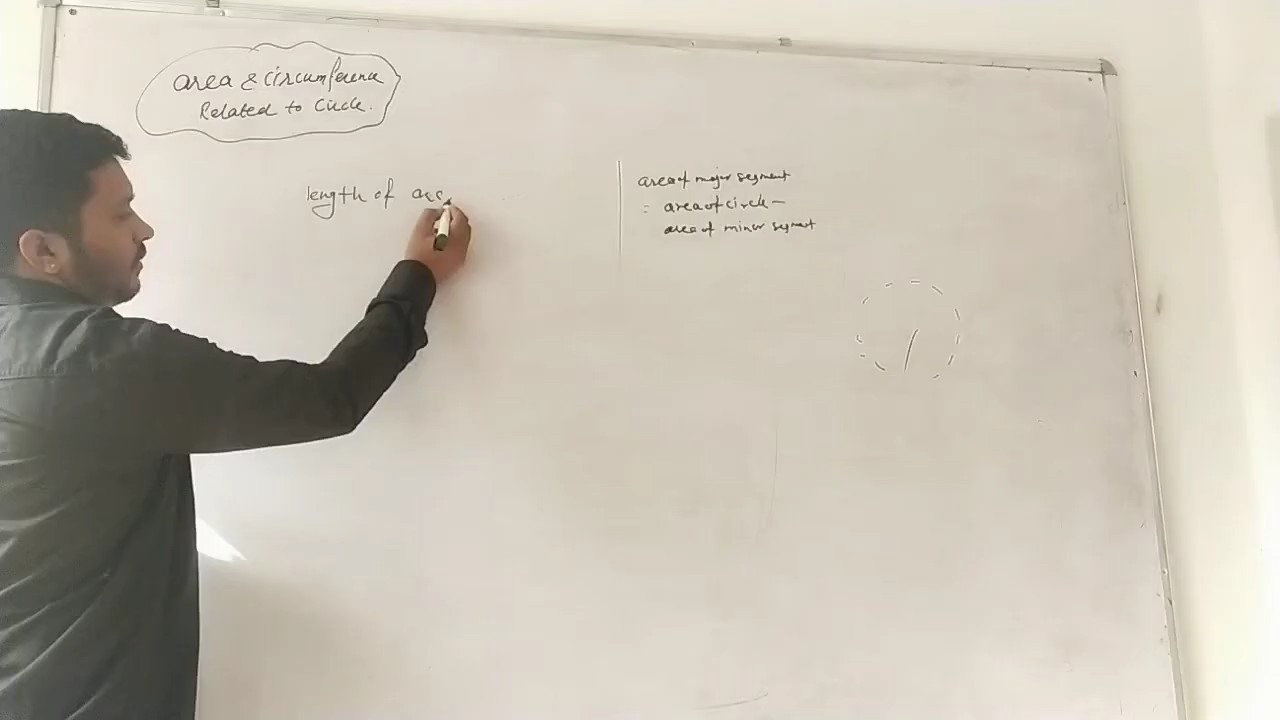 area & circumference
Related to Circle.
length of arc
area of major segment
= area of circle –
area of minor segment